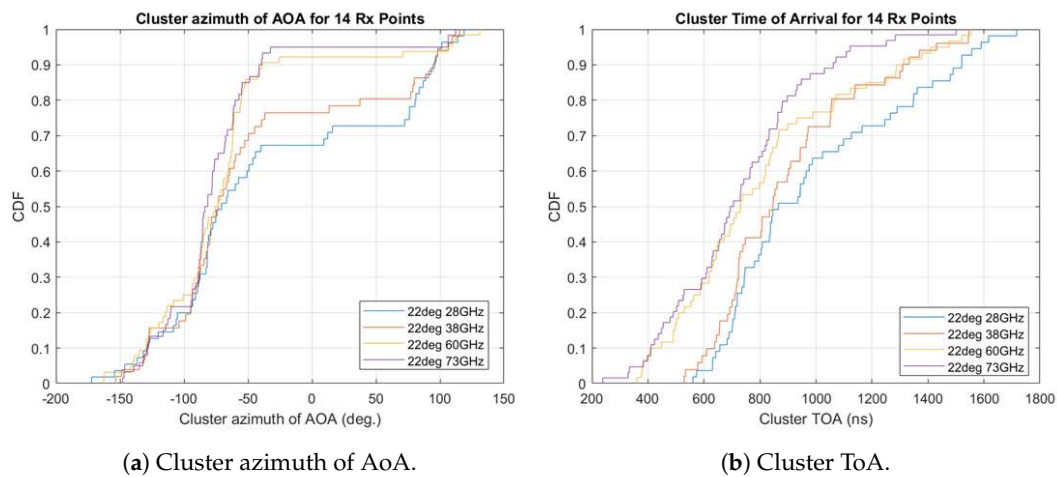 Cluster azimuth of AOA for 14 Rx Points
CDF
1
0.9
0.8
0.7
0.6
0.5
0.4
0.3
0.2
0.1
0
-200
-150
-100
-50
0
50
100
150
Cluster azimuth of AOA (deg.)
22deg 28GHz
22deg 38GHz
22deg 60GHz
22deg 73GHz
(a) Cluster azimuth of AoA.
Cluster Time of Arrival for 14 Rx Points
CDF
1
0.9
0.8
0.7
0.6
0.5
0.4
0.3
0.2
0.1
0
200
400
600
800
1000
1200
1400
1600
1800
Cluster TOA (ns)
22deg 28GHz
22deg 38GHz
22deg 60GHz
22deg 73GHz
(b) Cluster ToA.